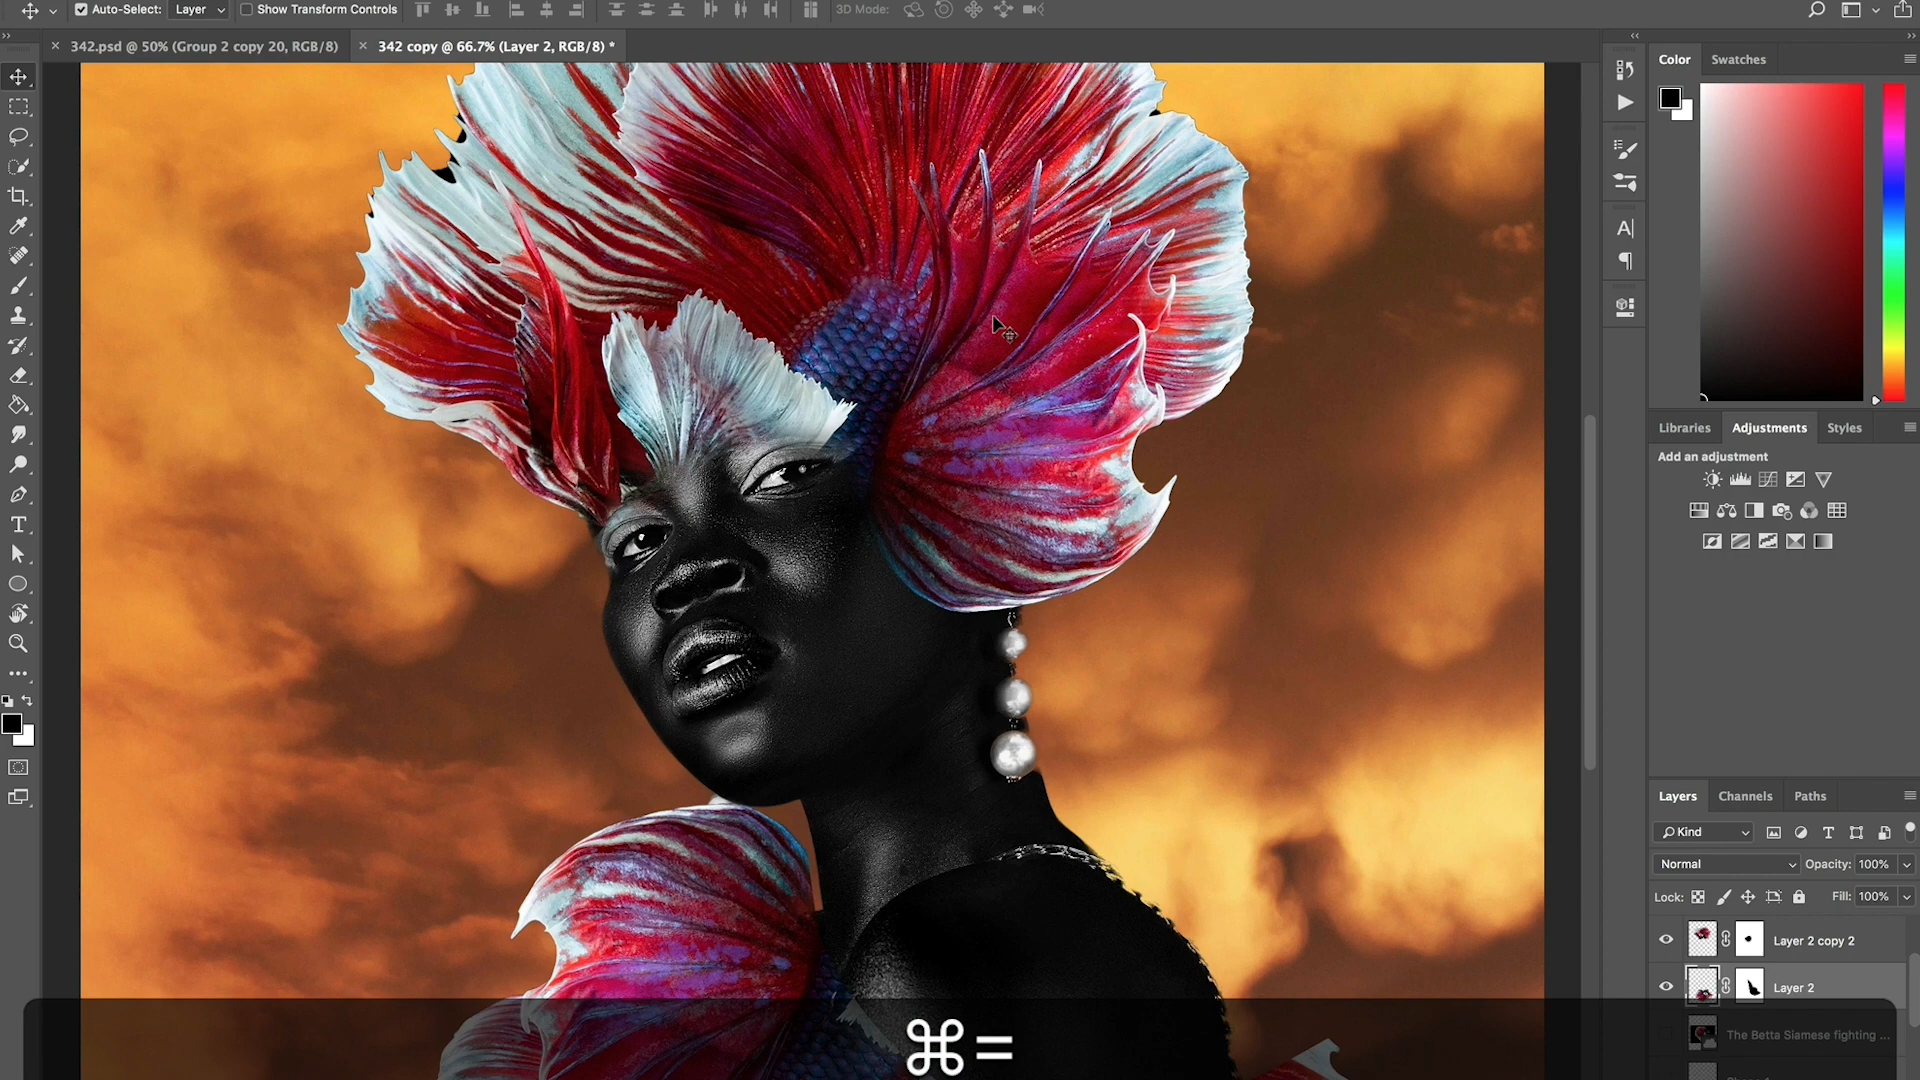 Auto-Select: Layer Show Transform Controls 3D Mode:
342.psd @ 50% (Group 2 copy 20, RGB/8) 342 copy @ 66.7% (Layer 2, RGB/8) *
Color Swatches
Libraries Adjustments Styles
Add an adjustment
Layers Channels Paths
Kind
Normal Opacity: 100%
Lock: Fill: 100%
Layer 2 copy 2
Layer 2
The Betta Siamese fighting ...
⌘=